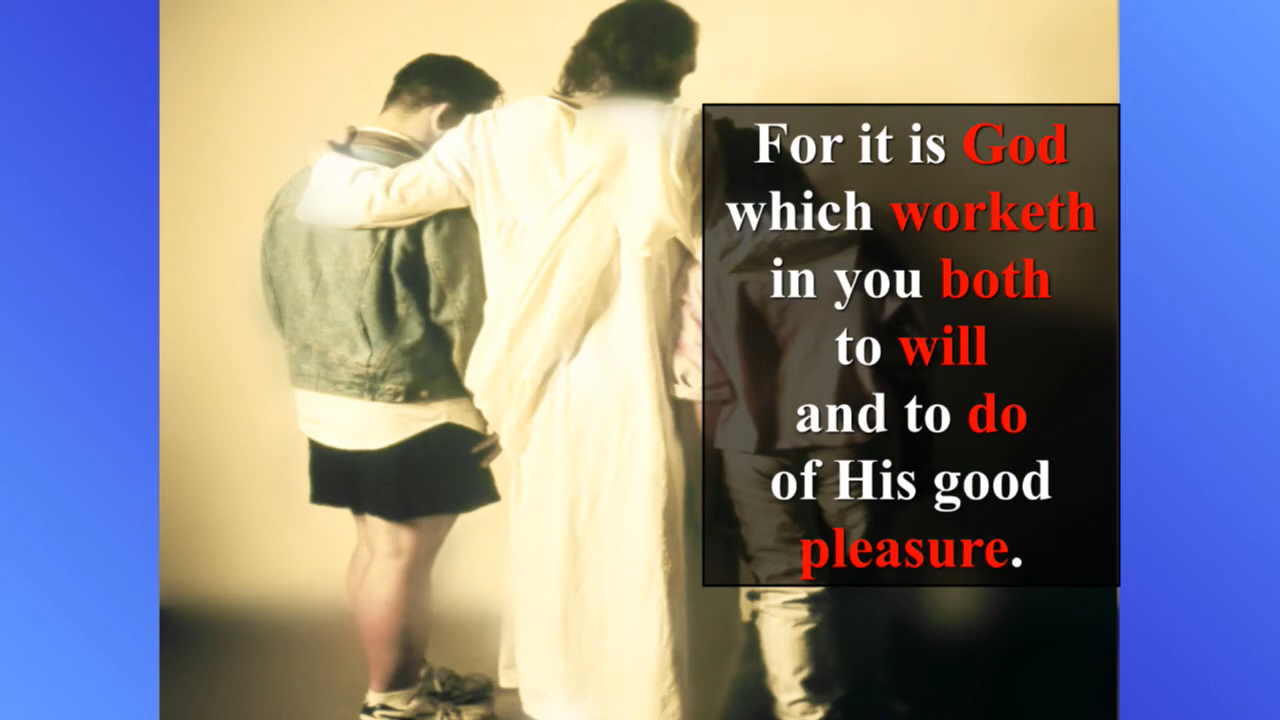 For it is God
which worketh
in you both
to will
and to do
of His good
pleasure.